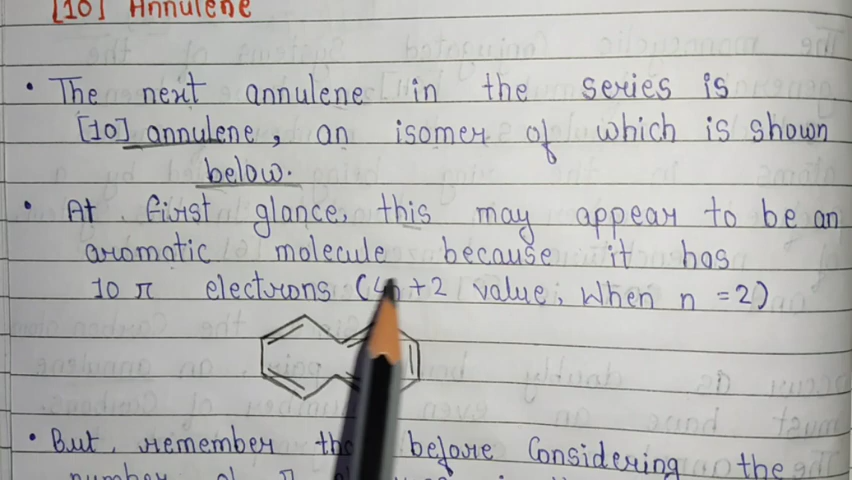 [10] Annulene
• The next annulene in the series is
[10] annulene, an isomer of which is shown
below.
• At first glance, this may appear to be an
aromatic molecule because it has
10 π electrons (4n+2 value, when n = 2)
• But, remember before Considering the
number of π